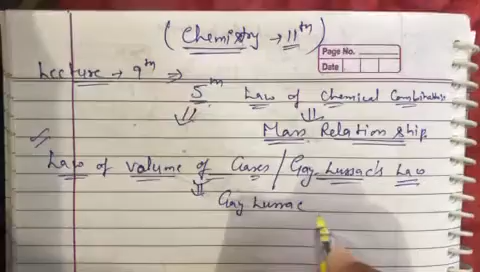 (Chemistry → 11th)
Page No.
Date
Lecture → 9th ⇒
5th Law of Chemical Combination
Mass Relationship
Law of Volume of Gases / Gay Lussac's Law
Gay Lussac